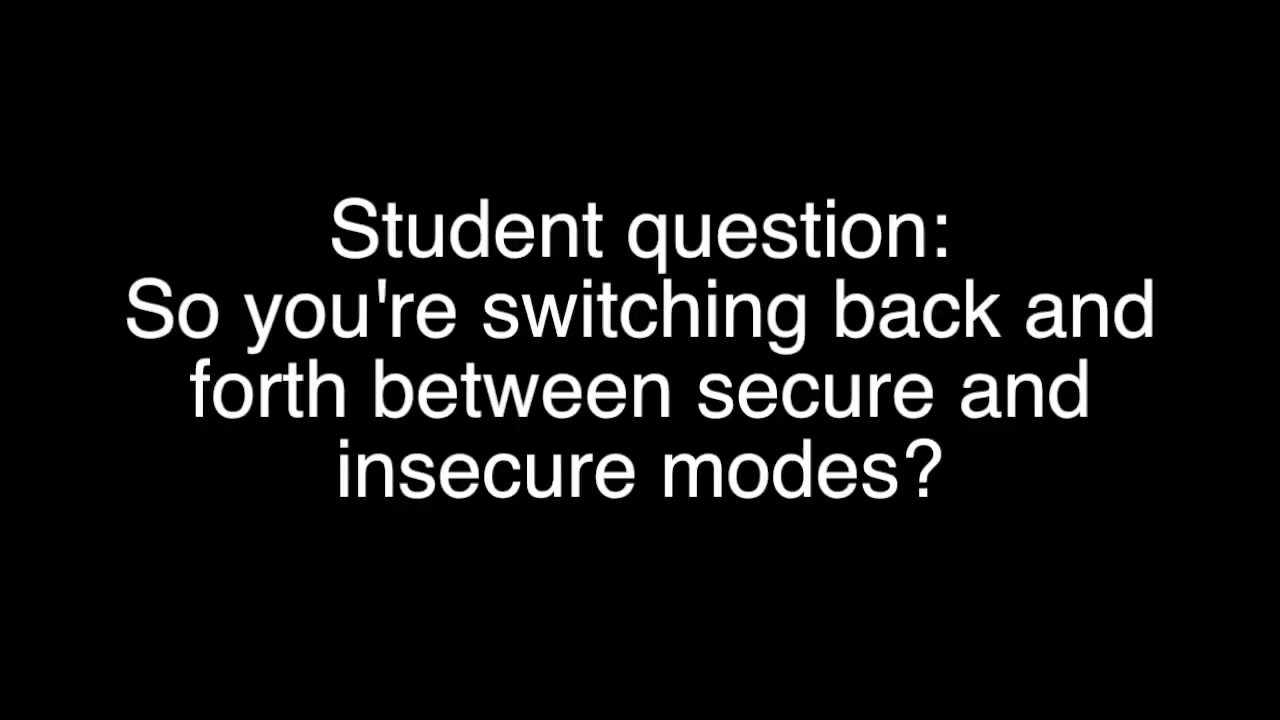 Student question:
So you're switching back and
forth between secure and
insecure modes?